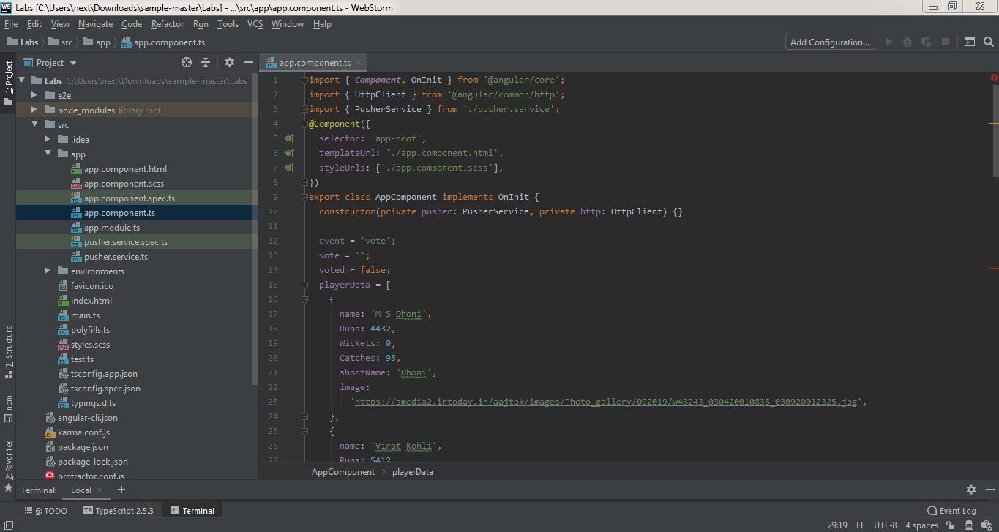 Labs [C:\Users\next\Downloads\sample-master\Labs] - ...\src\app\app.component.ts - WebStorm
File Edit View Navigate Code Refactor Run Tools VCS Window Help
Labs src app app.component.ts Add Configuration...
1: Project
Project
app.component.ts
Labs C:\Users\next\Downloads\sample-master\Labs
e2e
node_modules library root
src
.idea
app
app.component.html
app.component.scss
app.component.spec.ts
app.component.ts
app.module.ts
pusher.service.spec.ts
pusher.service.ts
environments
favicon.ico
index.html
main.ts
polyfills.ts
styles.scss
test.ts
tsconfig.app.json
tsconfig.spec.json
typings.d.ts
angular-cli.json
karma.conf.js
package.json
package-lock.json
protractor.conf.js
7: Structure
npm
2: Favorites
1 import { Component, OnInit } from '@angular/core';
2 import { HttpClient } from '@angular/common/http';
3 import { PusherService } from './pusher.service';
4 @Component({
5 selector: 'app-root',
6 templateUrl: './app.component.html',
7 styleUrls: ['./app.component.scss'],
8 })
9 export class AppComponent implements OnInit {
10 constructor(private pusher: PusherService, private http: HttpClient) {}
11
12 event = 'vote';
13 vote = '';
14 voted = false;
15 playerData = [
16 {
17 name: 'M S Dhoni',
18 Runs: 4432,
19 Wickets: 0,
20 Catches: 98,
21 shortName: 'Dhoni',
22 image:
23 'https://smedia2.intoday.in/aajtak/images/Photo_gallery/092019/w43243_030420010835_030920012325.jpg',
24 },
25 {
26 name: 'Virat Kohli',
27 Runs: 5412 ,
AppComponent playerData
Terminal: Local
6: TODO TypeScript 2.5.3 Terminal Event Log
29:19 LF UTF-8 4 spaces